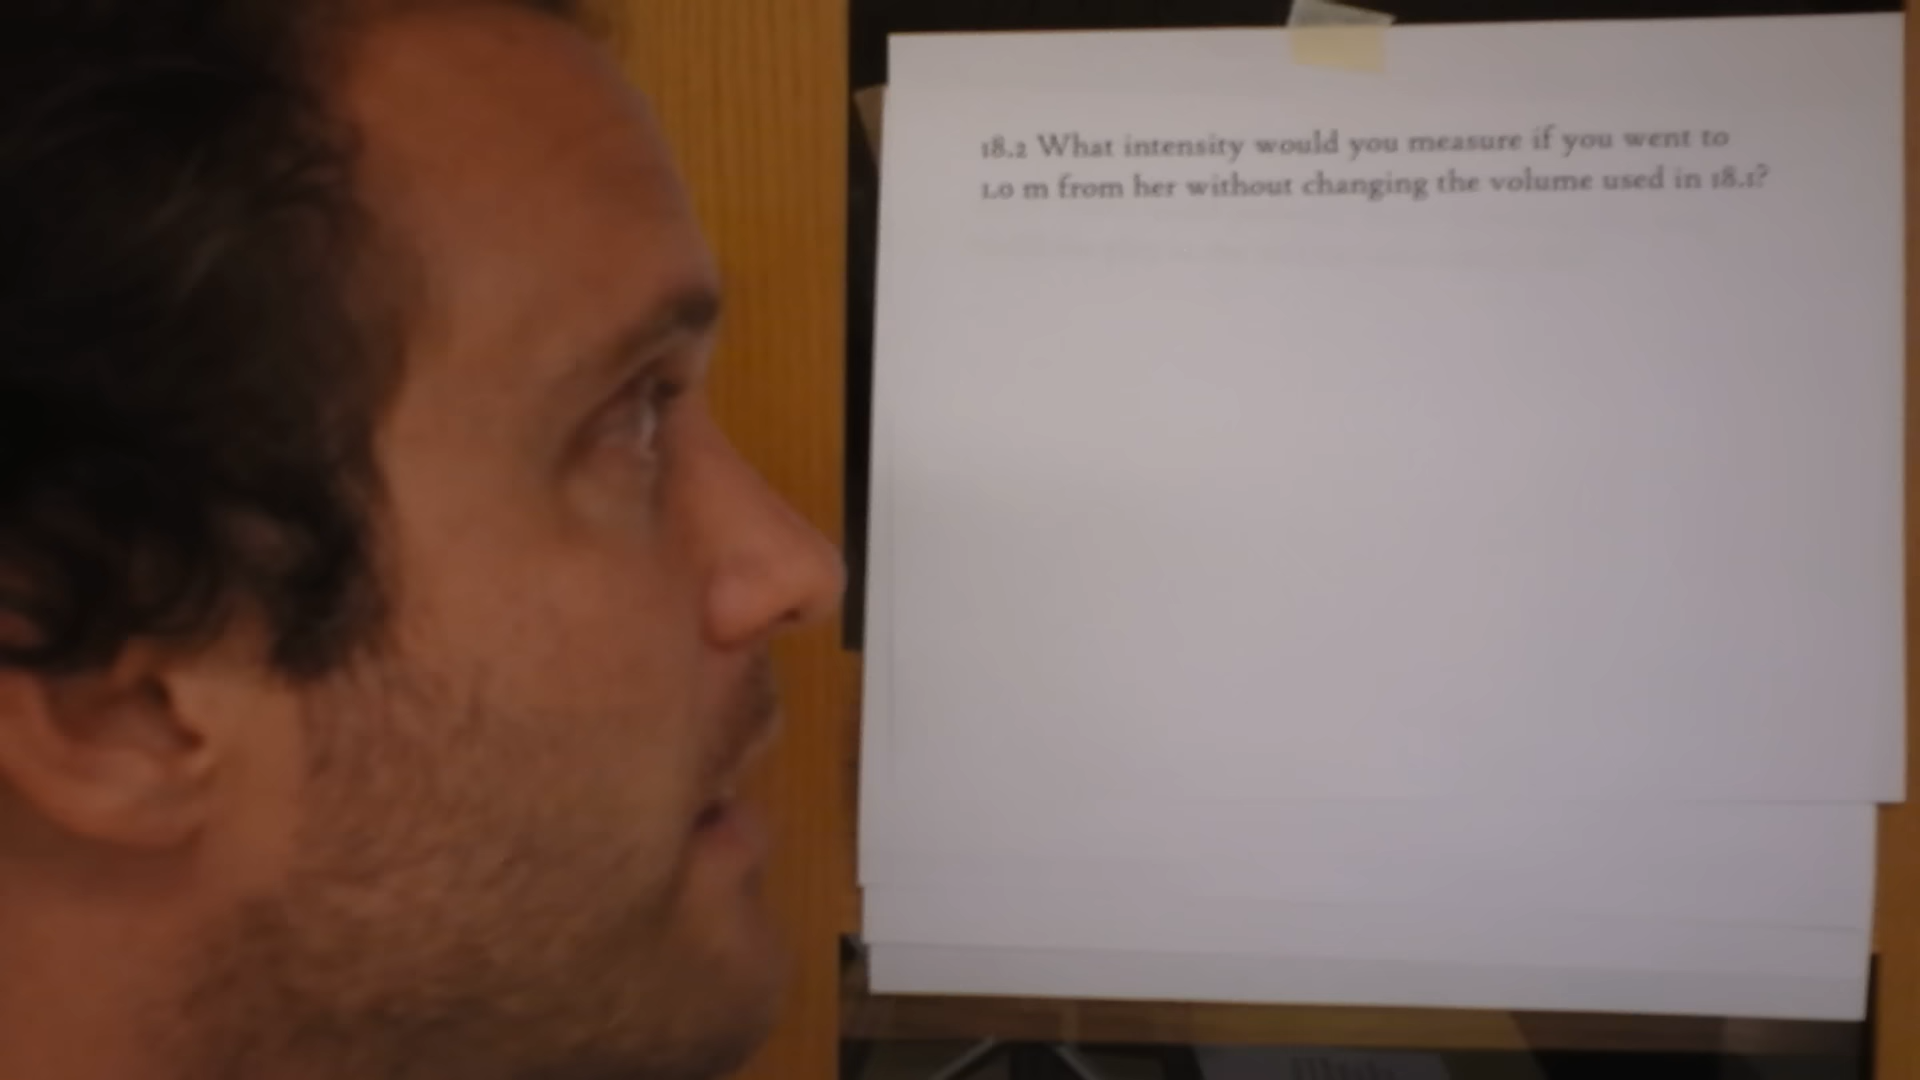 18.2 What intensity would you measure if you went to
1.0 m from her without changing the volume used in 18.1?